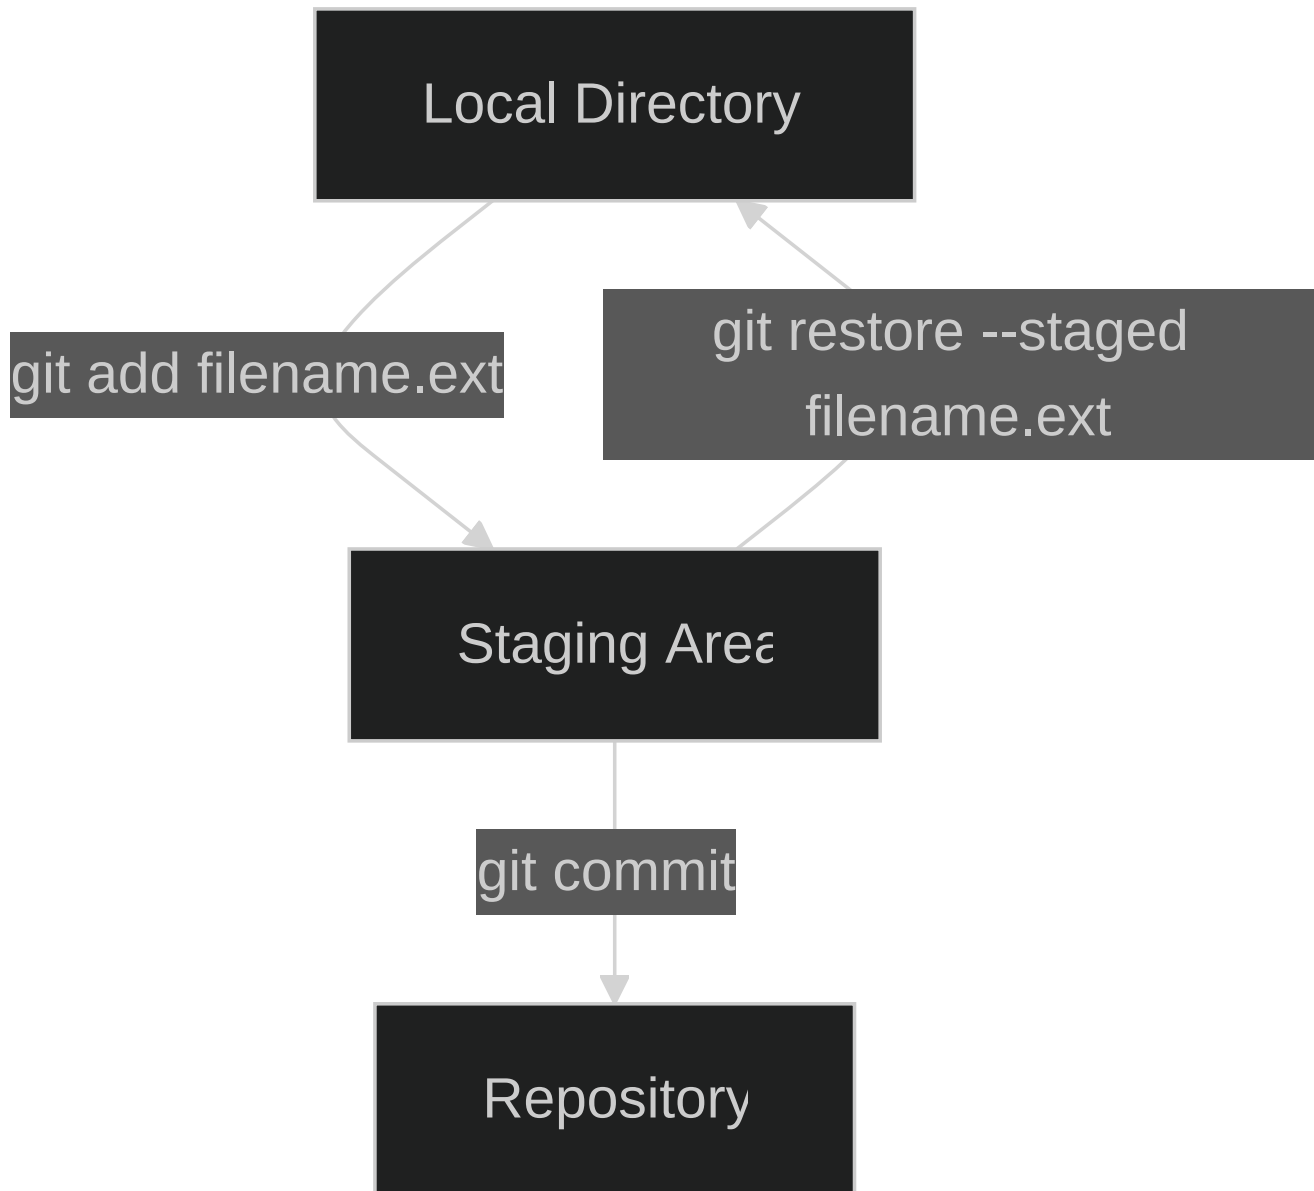 Local Directory
git add filename.ext
git restore --staged
filename.ext
Staging Area
git commit
Repository